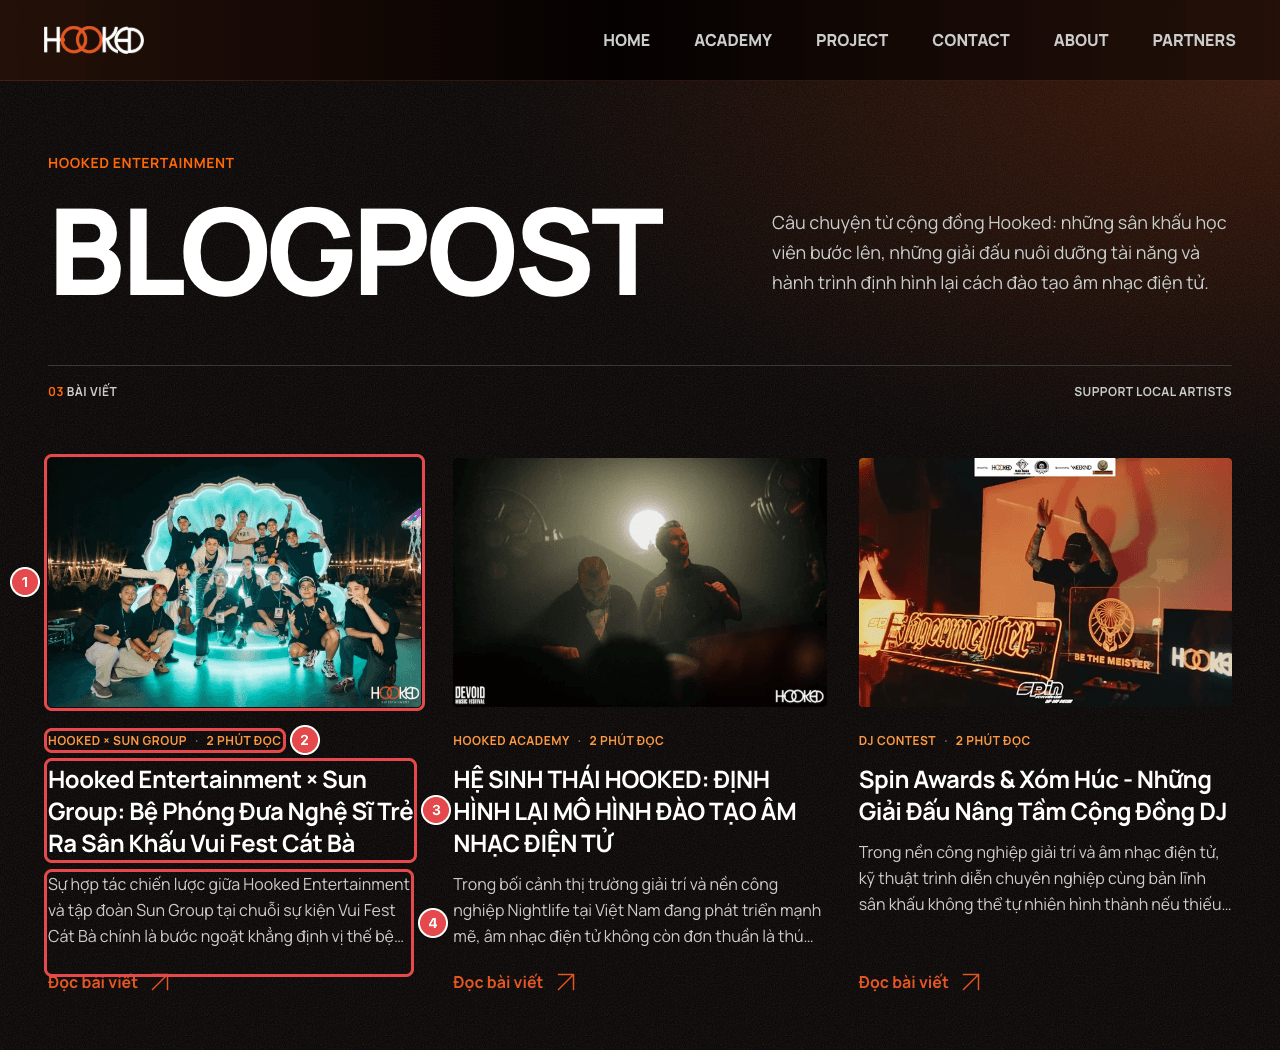 HOOKED
HOME
ACADEMY
PROJECT
CONTACT
ABOUT
PARTNERS
HOOKED ENTERTAINMENT
BLOGPOST
Câu chuyện từ cộng đồng Hooked: những sân khấu học
viên bước lên, những giải đấu nuôi dưỡng tài năng và
hành trình định hình lại cách đào tạo âm nhạc điện tử.
03 BÀI VIẾT
SUPPORT LOCAL ARTISTS
1
HOOKED
HOOKED × SUN GROUP · 2 PHÚT ĐỌC
2
Hooked Entertainment × Sun
Group: Bệ Phóng Đưa Nghệ Sĩ Trẻ
Ra Sân Khấu Vui Fest Cát Bà
3
Sự hợp tác chiến lược giữa Hooked Entertainment
và tập đoàn Sun Group tại chuỗi sự kiện Vui Fest
Cát Bà chính là bước ngoặt khẳng định vị thế bệ...
4
Đọc bài viết
DEVOID
MUSIC FESTIVAL
HOOKED
HOOKED ACADEMY · 2 PHÚT ĐỌC
HỆ SINH THÁI HOOKED: ĐỊNH
HÌNH LẠI MÔ HÌNH ĐÀO TẠO ÂM
NHẠC ĐIỆN TỬ
Trong bối cảnh thị trường giải trí và nền công
nghiệp Nightlife tại Việt Nam đang phát triển mạnh
mẽ, âm nhạc điện tử không còn đơn thuần là thú...
Đọc bài viết
HOOKED
WEEKND
Jägermeister
BE THE MEISTER
HOOKE
spin
DJ CONTEST · 2 PHÚT ĐỌC
Spin Awards & Xóm Húc - Những
Giải Đấu Nâng Tầm Cộng Đồng DJ
Trong nền công nghiệp giải trí và âm nhạc điện tử,
kỹ thuật trình diễn chuyên nghiệp cùng bản lĩnh
sân khấu không thể tự nhiên hình thành nếu thiếu...
Đọc bài viết